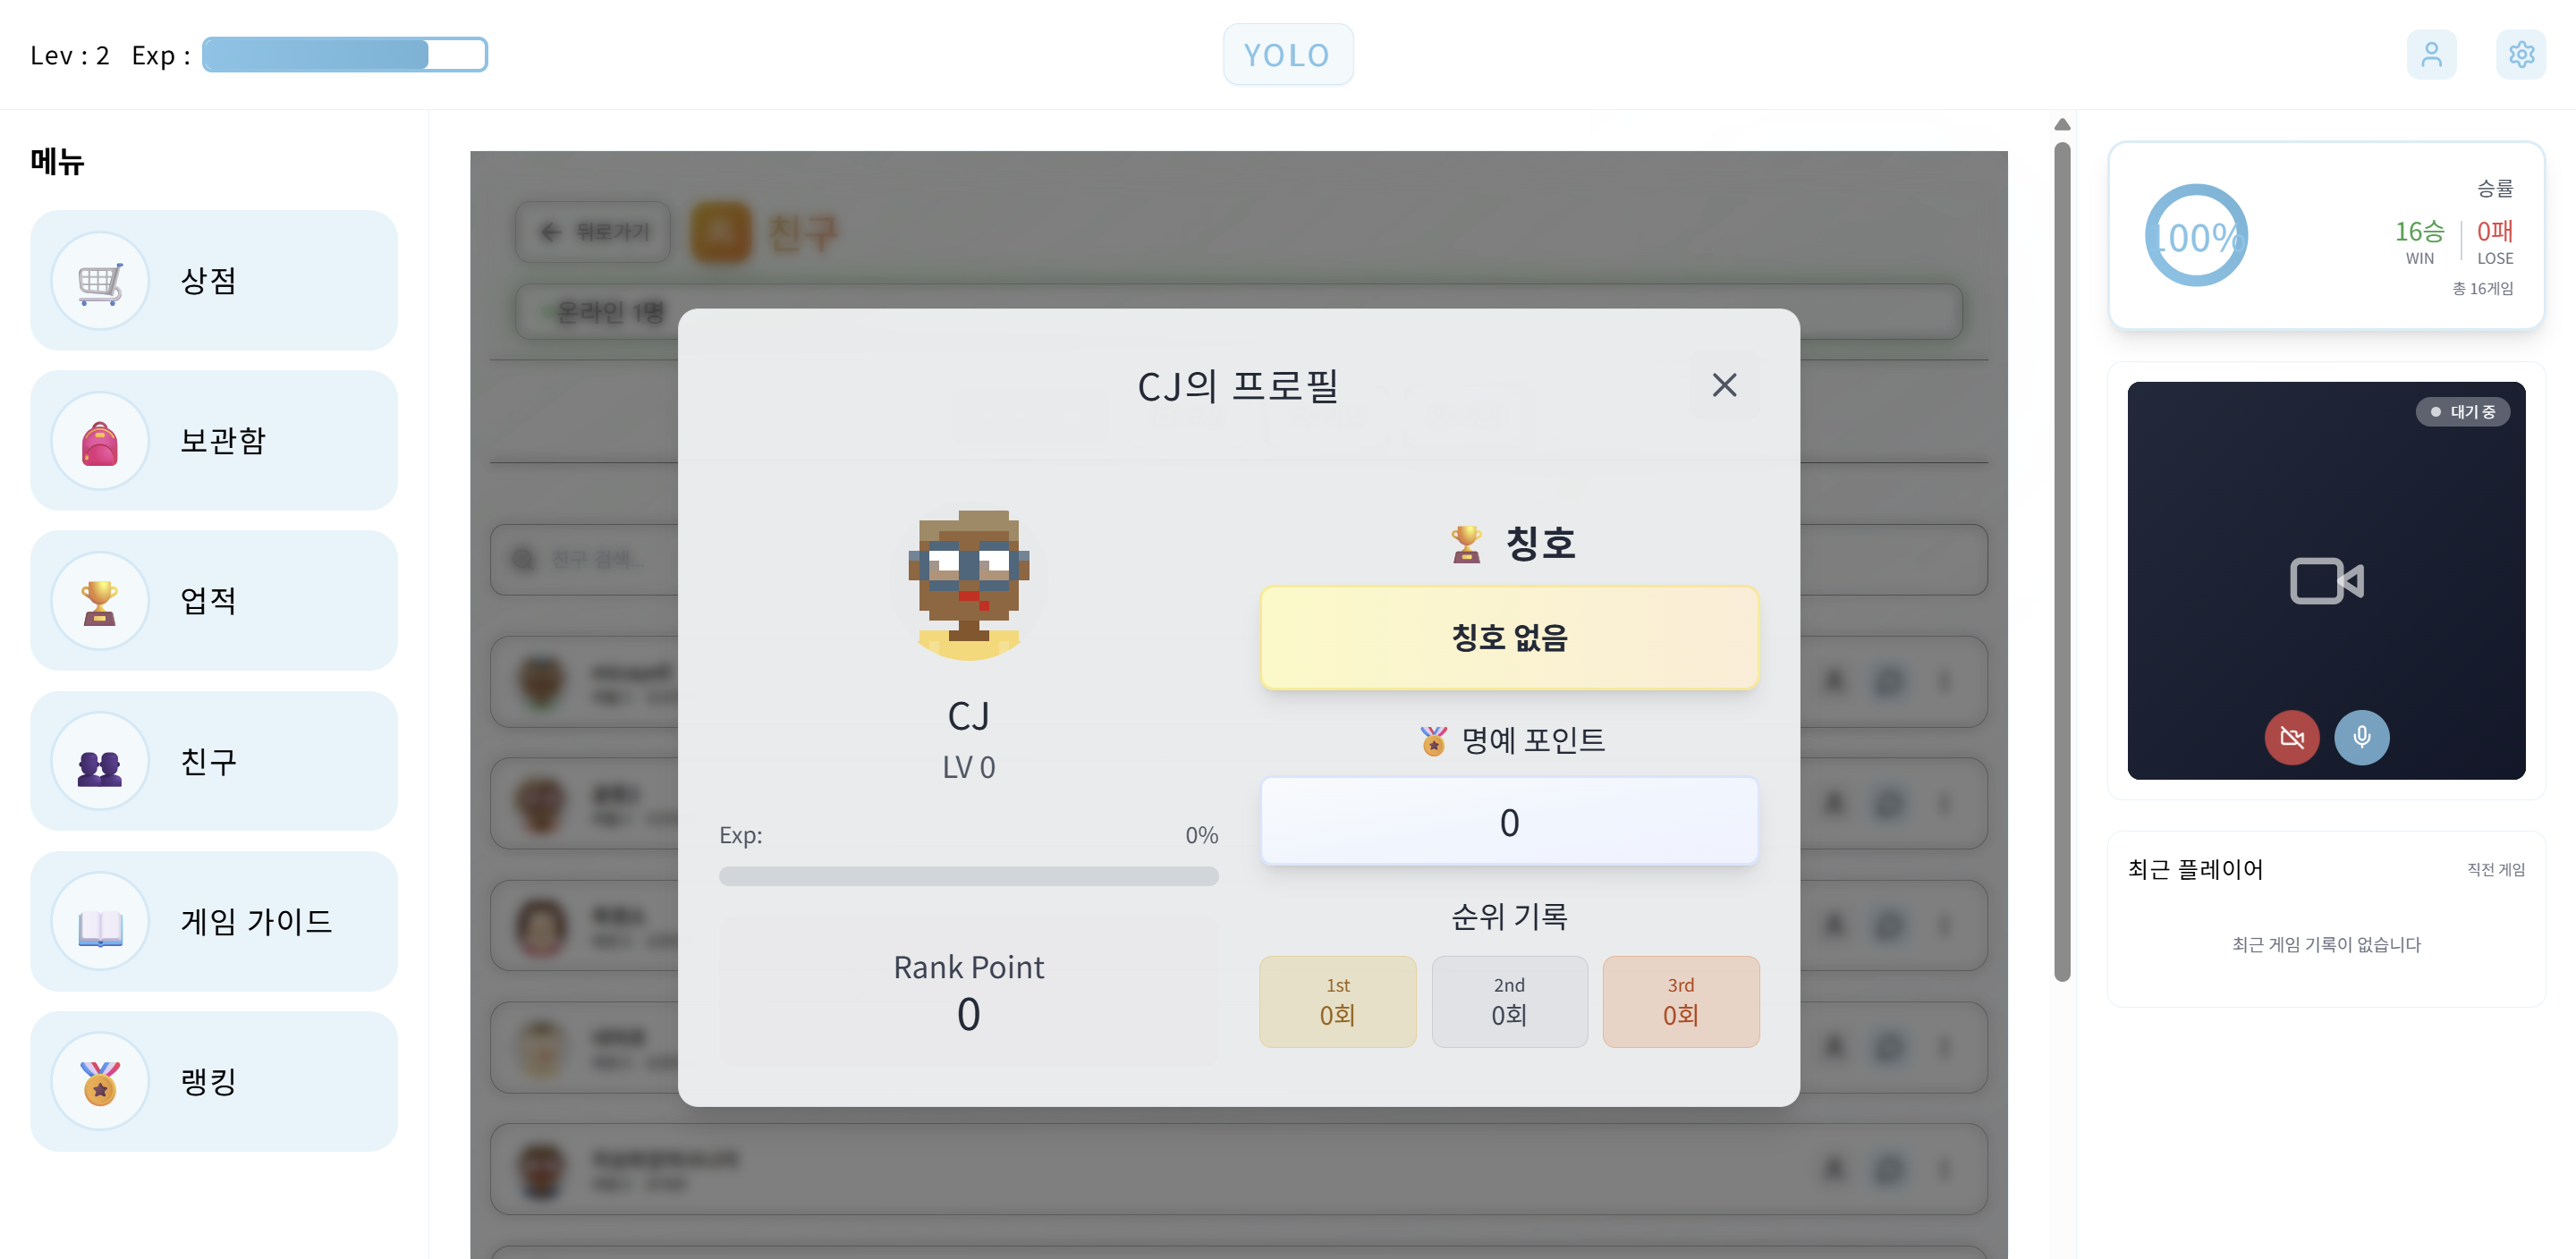 Lev : 2 Exp :
YOLO
메뉴
상점
보관함
업적
친구
게임 가이드
랭킹
뒤로가기
친구
온라인 1명
친구 검색...
CJ의 프로필
CJ
LV 0
Exp: 0%
Rank Point
0
칭호
칭호 없음
명예 포인트
0
순위 기록
1st
0회
2nd
0회
3rd
0회
승률
100%
16승
WIN
0패
LOSE
총 16게임
대기 중
최근 플레이어
직전 게임
최근 게임 기록이 없습니다